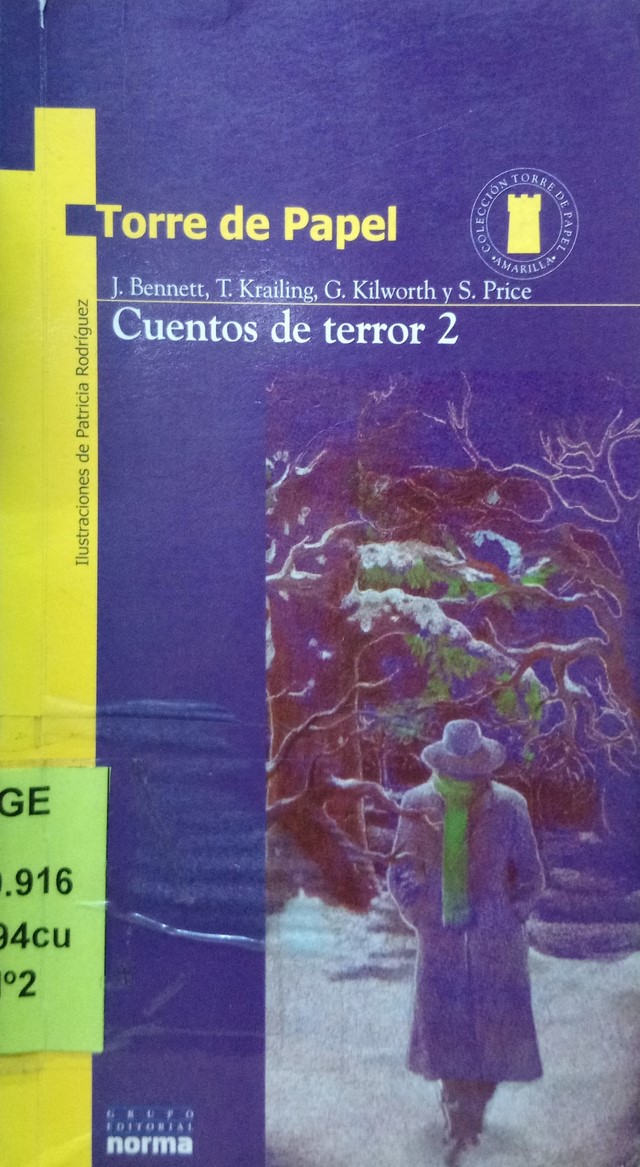 Torre de Papel
COLECCIÓN TORRE DE PAPEL
•AMARILLA•
J. Bennett, T. Krailing, G. Kilworth y S. Price
Cuentos de terror 2
Ilustraciones de Patricia Rodríguez
GE
.916
94cu
º2
GRUPO
EDITORIAL
norma